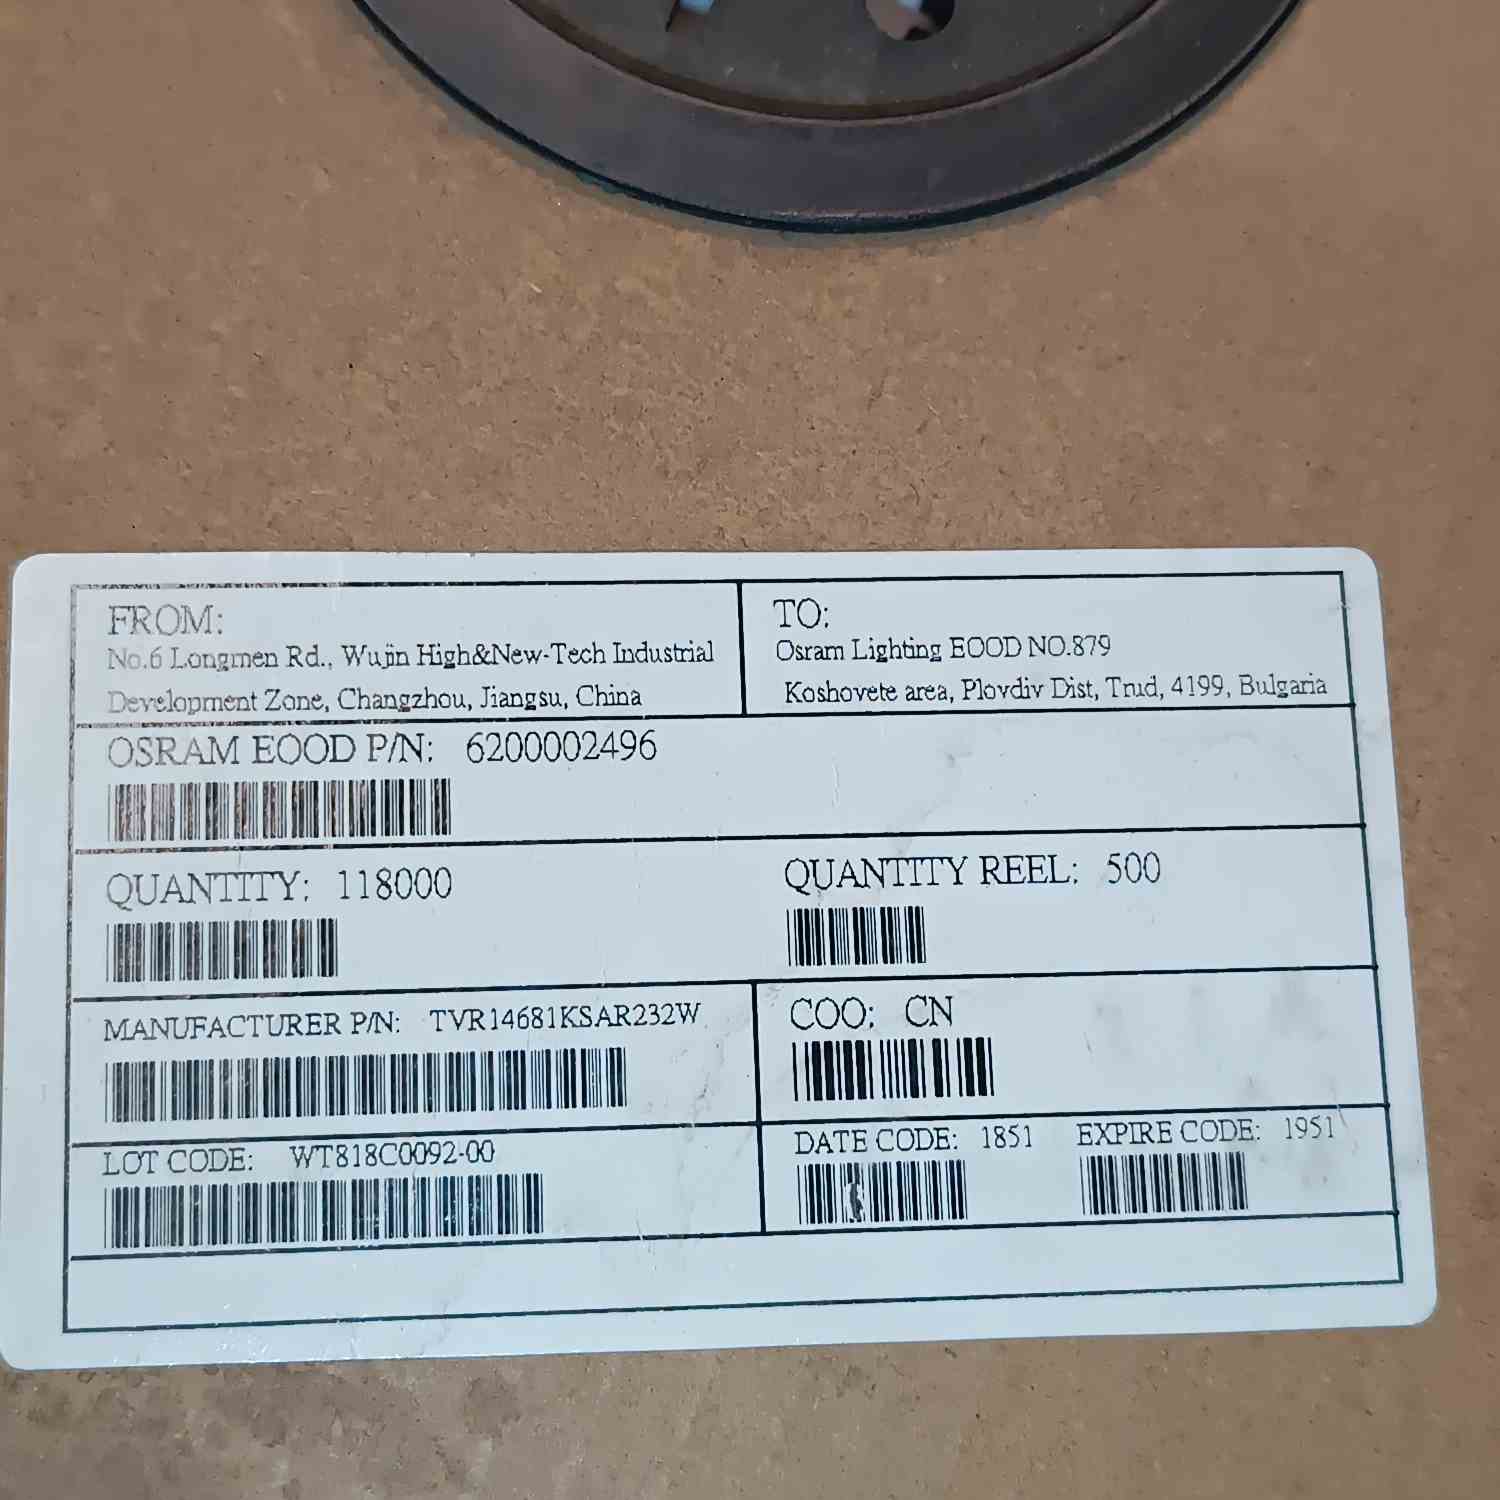 FROM:
No.6 Longmen Rd., Wujin High&New-Tech Industrial
Development Zone, Changzhou, Jiangsu, China
TO:
Osram Lighting EOOD NO.879
Koshovete area, Plovdiv Dist, Trud, 4199, Bulgaria
OSRAM EOOD P/N: 6200002496
QUANTITY: 118000
QUANTITY REEL: 500
MANUFACTURER P/N: TVR14681KSAR232W
COO: CN
LOT CODE: WT818C0092-00
DATE CODE: 1851
EXPIRE CODE: 1951